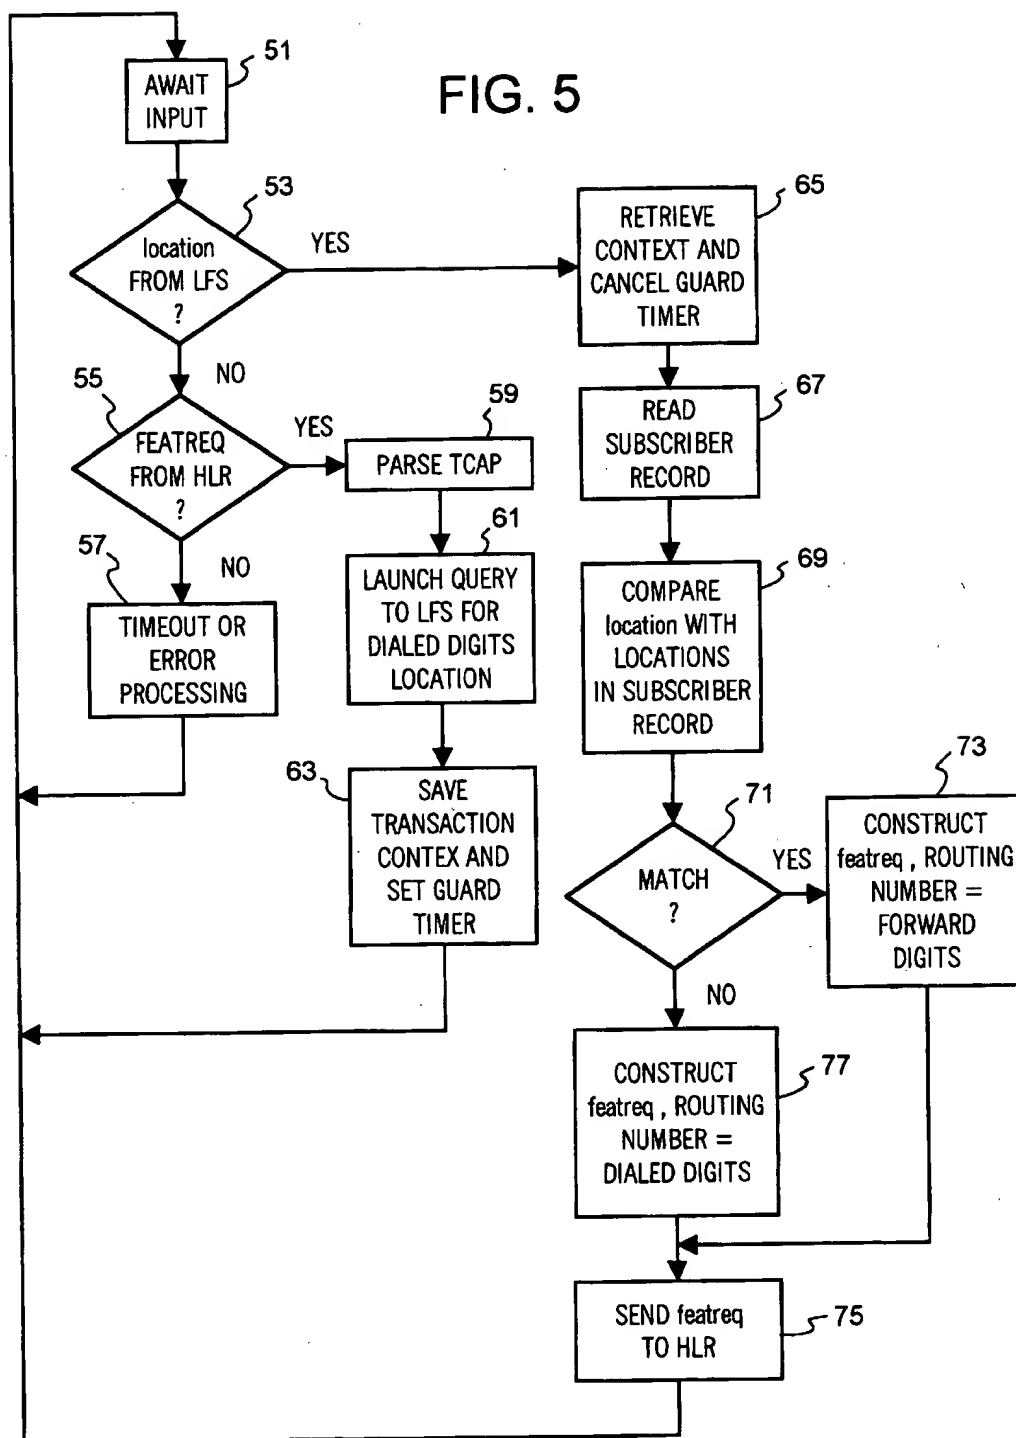 FIG. 5
51
AWAIT
INPUT
53
location
FROM LFS
?
YES
NO
55
FEATREQ
FROM HLR
?
YES
NO
57
TIMEOUT OR
ERROR
PROCESSING
59
PARSE TCAP
61
LAUNCH QUERY
TO LFS FOR
DIALED DIGITS
LOCATION
63
SAVE
TRANSACTION
CONTEX AND
SET GUARD
TIMER
65
RETRIEVE
CONTEXT AND
CANCEL GUARD
TIMER
67
READ
SUBSCRIBER
RECORD
69
COMPARE
location WITH
LOCATIONS
IN SUBSCRIBER
RECORD
71
MATCH
?
YES
NO
73
CONSTRUCT
featreq , ROUTING
NUMBER =
FORWARD
DIGITS
77
CONSTRUCT
featreq , ROUTING
NUMBER =
DIALED DIGITS
75
SEND featreq
TO HLR